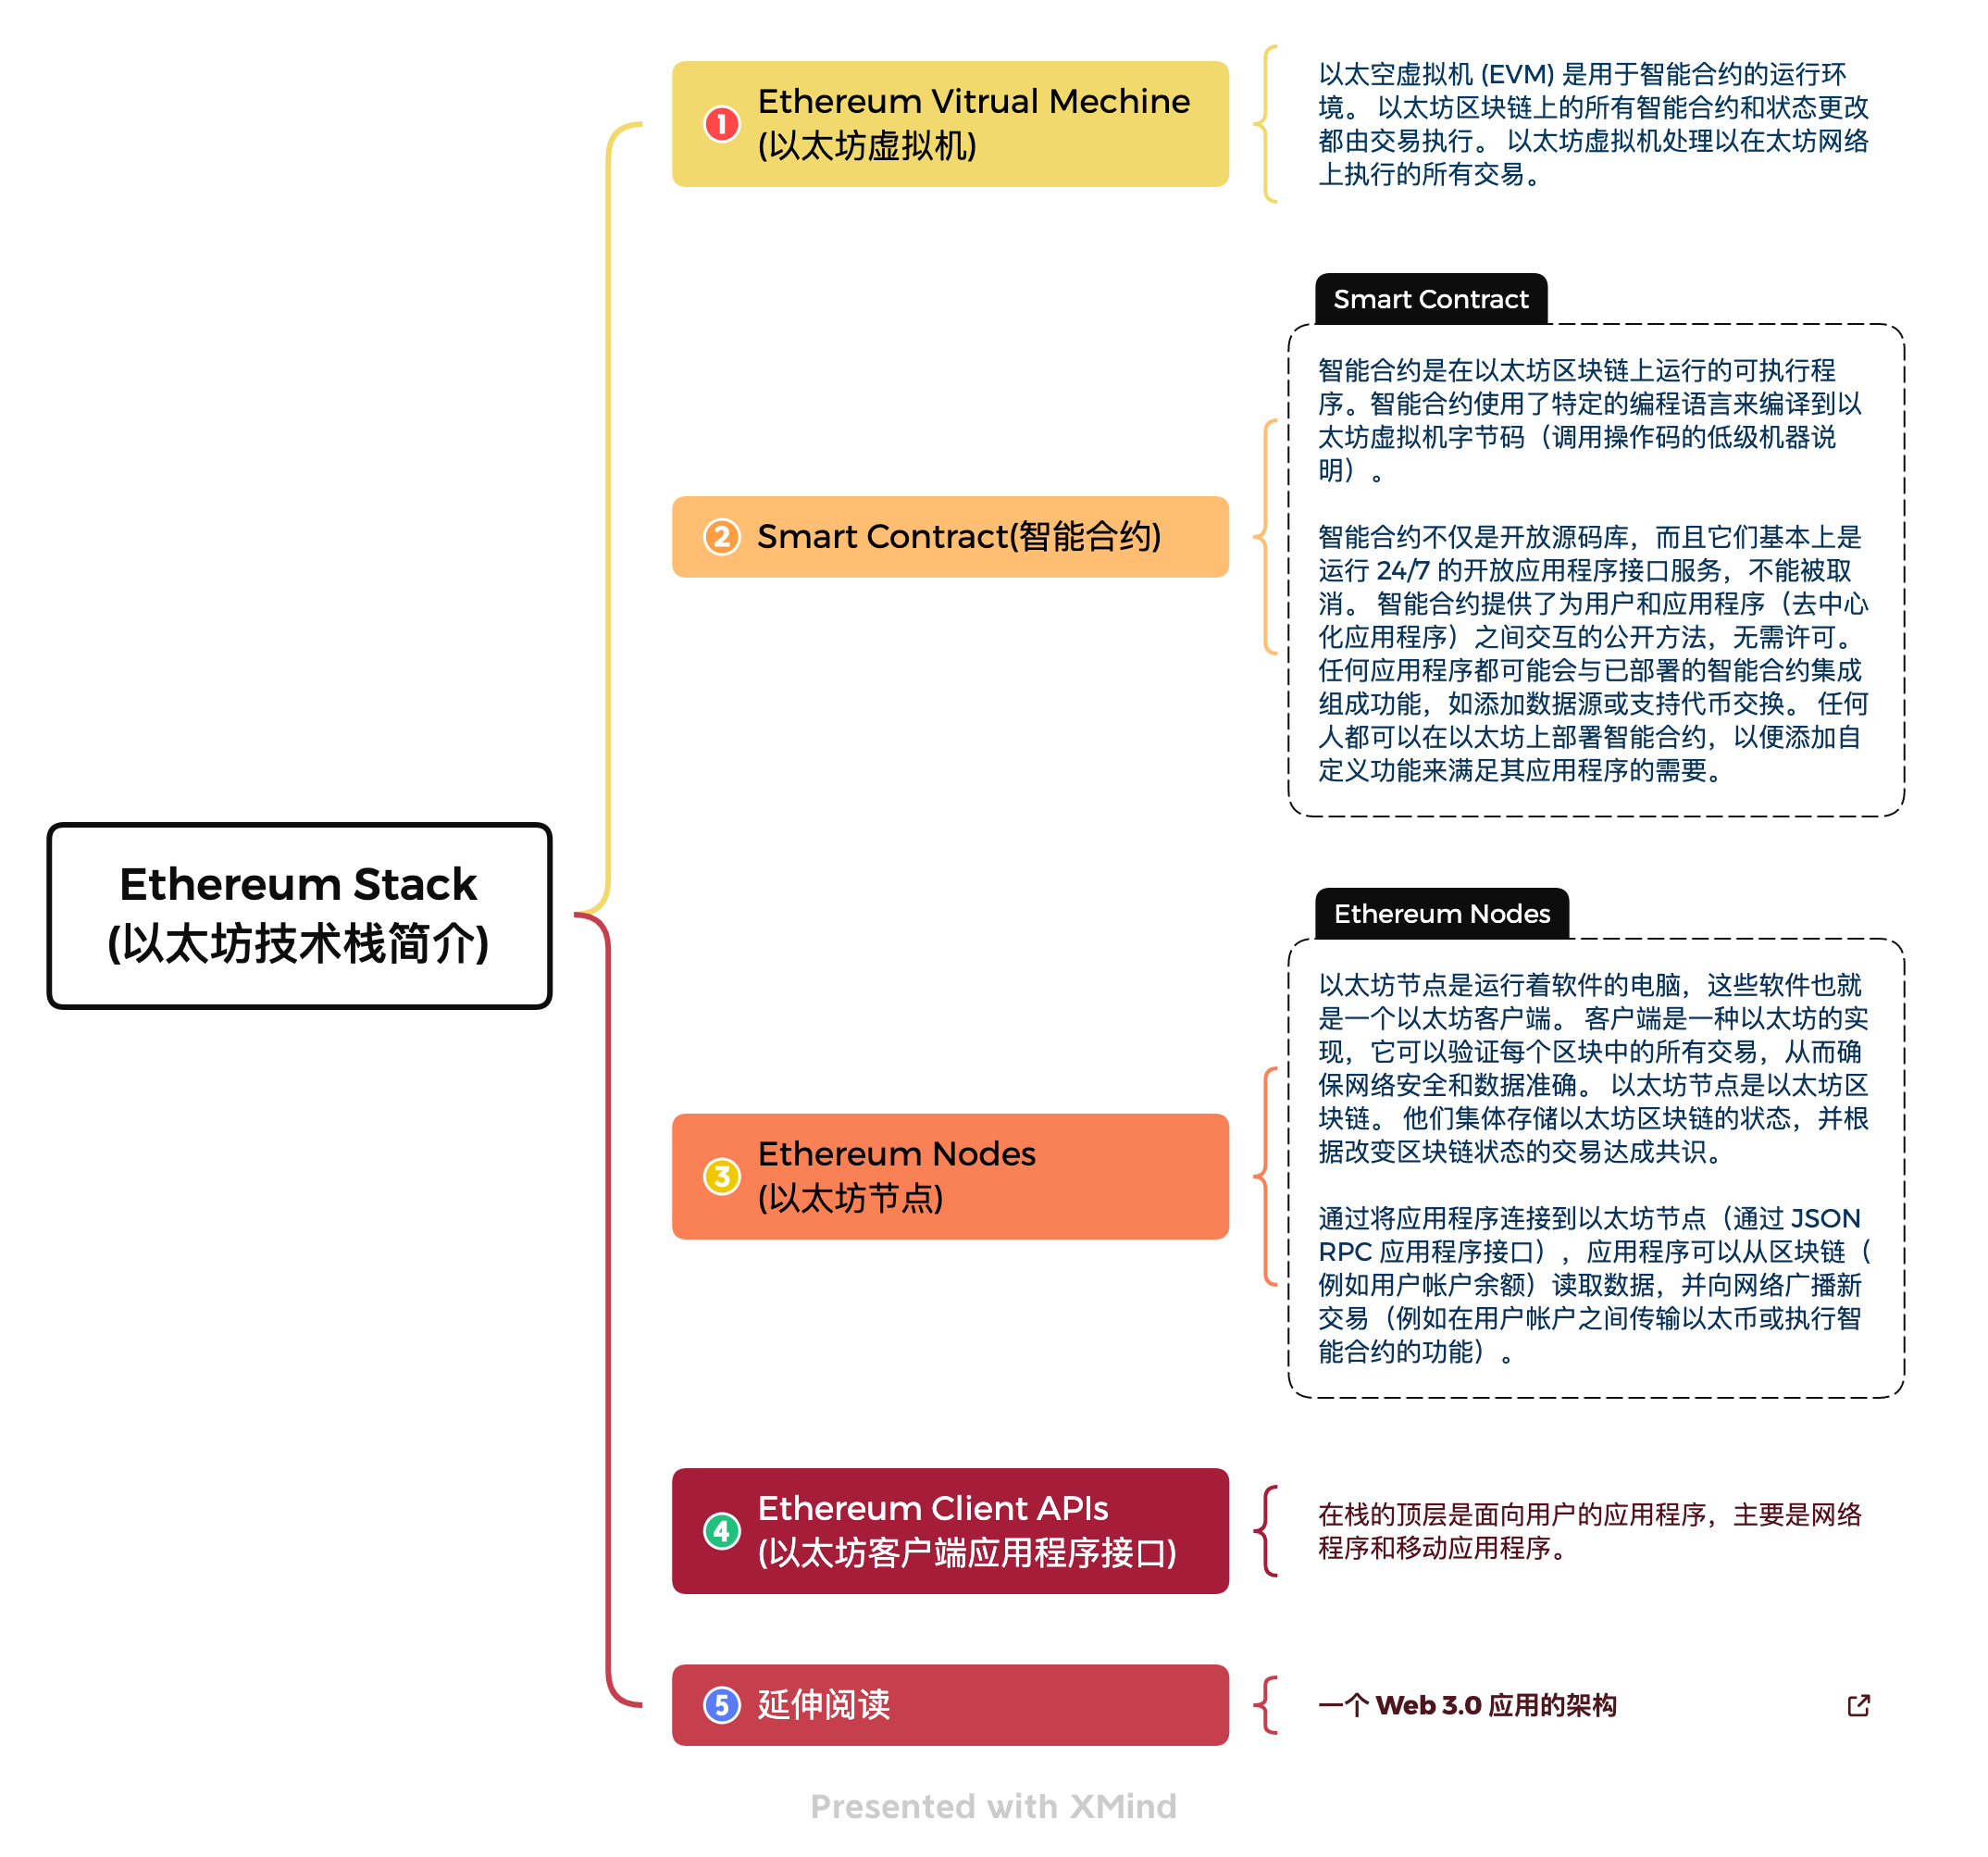 Ethereum Stack
(以太坊技术栈简介)
1
Ethereum Vitrual Mechine
(以太坊虚拟机)
以太空虚拟机 (EVM) 是用于智能合约的运行环
境。 以太坊区块链上的所有智能合约和状态更改
都由交易执行。 以太坊虚拟机处理以在太坊网络
上执行的所有交易。
2
Smart Contract(智能合约)
Smart Contract
智能合约是在以太坊区块链上运行的可执行程
序。智能合约使用了特定的编程语言来编译到以
太坊虚拟机字节码（调用操作码的低级机器说
明）。
智能合约不仅是开放源码库，而且它们基本上是
运行 24/7 的开放应用程序接口服务，不能被取
消。 智能合约提供了为用户和应用程序（去中心
化应用程序）之间交互的公开方法，无需许可。
任何应用程序都可能会与已部署的智能合约集成
组成功能，如添加数据源或支持代币交换。 任何
人都可以在以太坊上部署智能合约，以便添加自
定义功能来满足其应用程序的需要。
3
Ethereum Nodes
(以太坊节点)
Ethereum Nodes
以太坊节点是运行着软件的电脑，这些软件也就
是一个以太坊客户端。 客户端是一种以太坊的实
现，它可以验证每个区块中的所有交易，从而确
保网络安全和数据准确。 以太坊节点是以太坊区
块链。 他们集体存储以太坊区块链的状态，并根
据改变区块链状态的交易达成共识。
通过将应用程序连接到以太坊节点（通过 JSON
RPC 应用程序接口），应用程序可以从区块链（
例如用户帐户余额）读取数据，并向网络广播新
交易（例如在用户帐户之间传输以太币或执行智
能合约的功能）。
4
Ethereum Client APIs
(以太坊客户端应用程序接口)
在栈的顶层是面向用户的应用程序，主要是网络
程序和移动应用程序。
5
延伸阅读
一个 Web 3.0 应用的架构
Presented with XMind